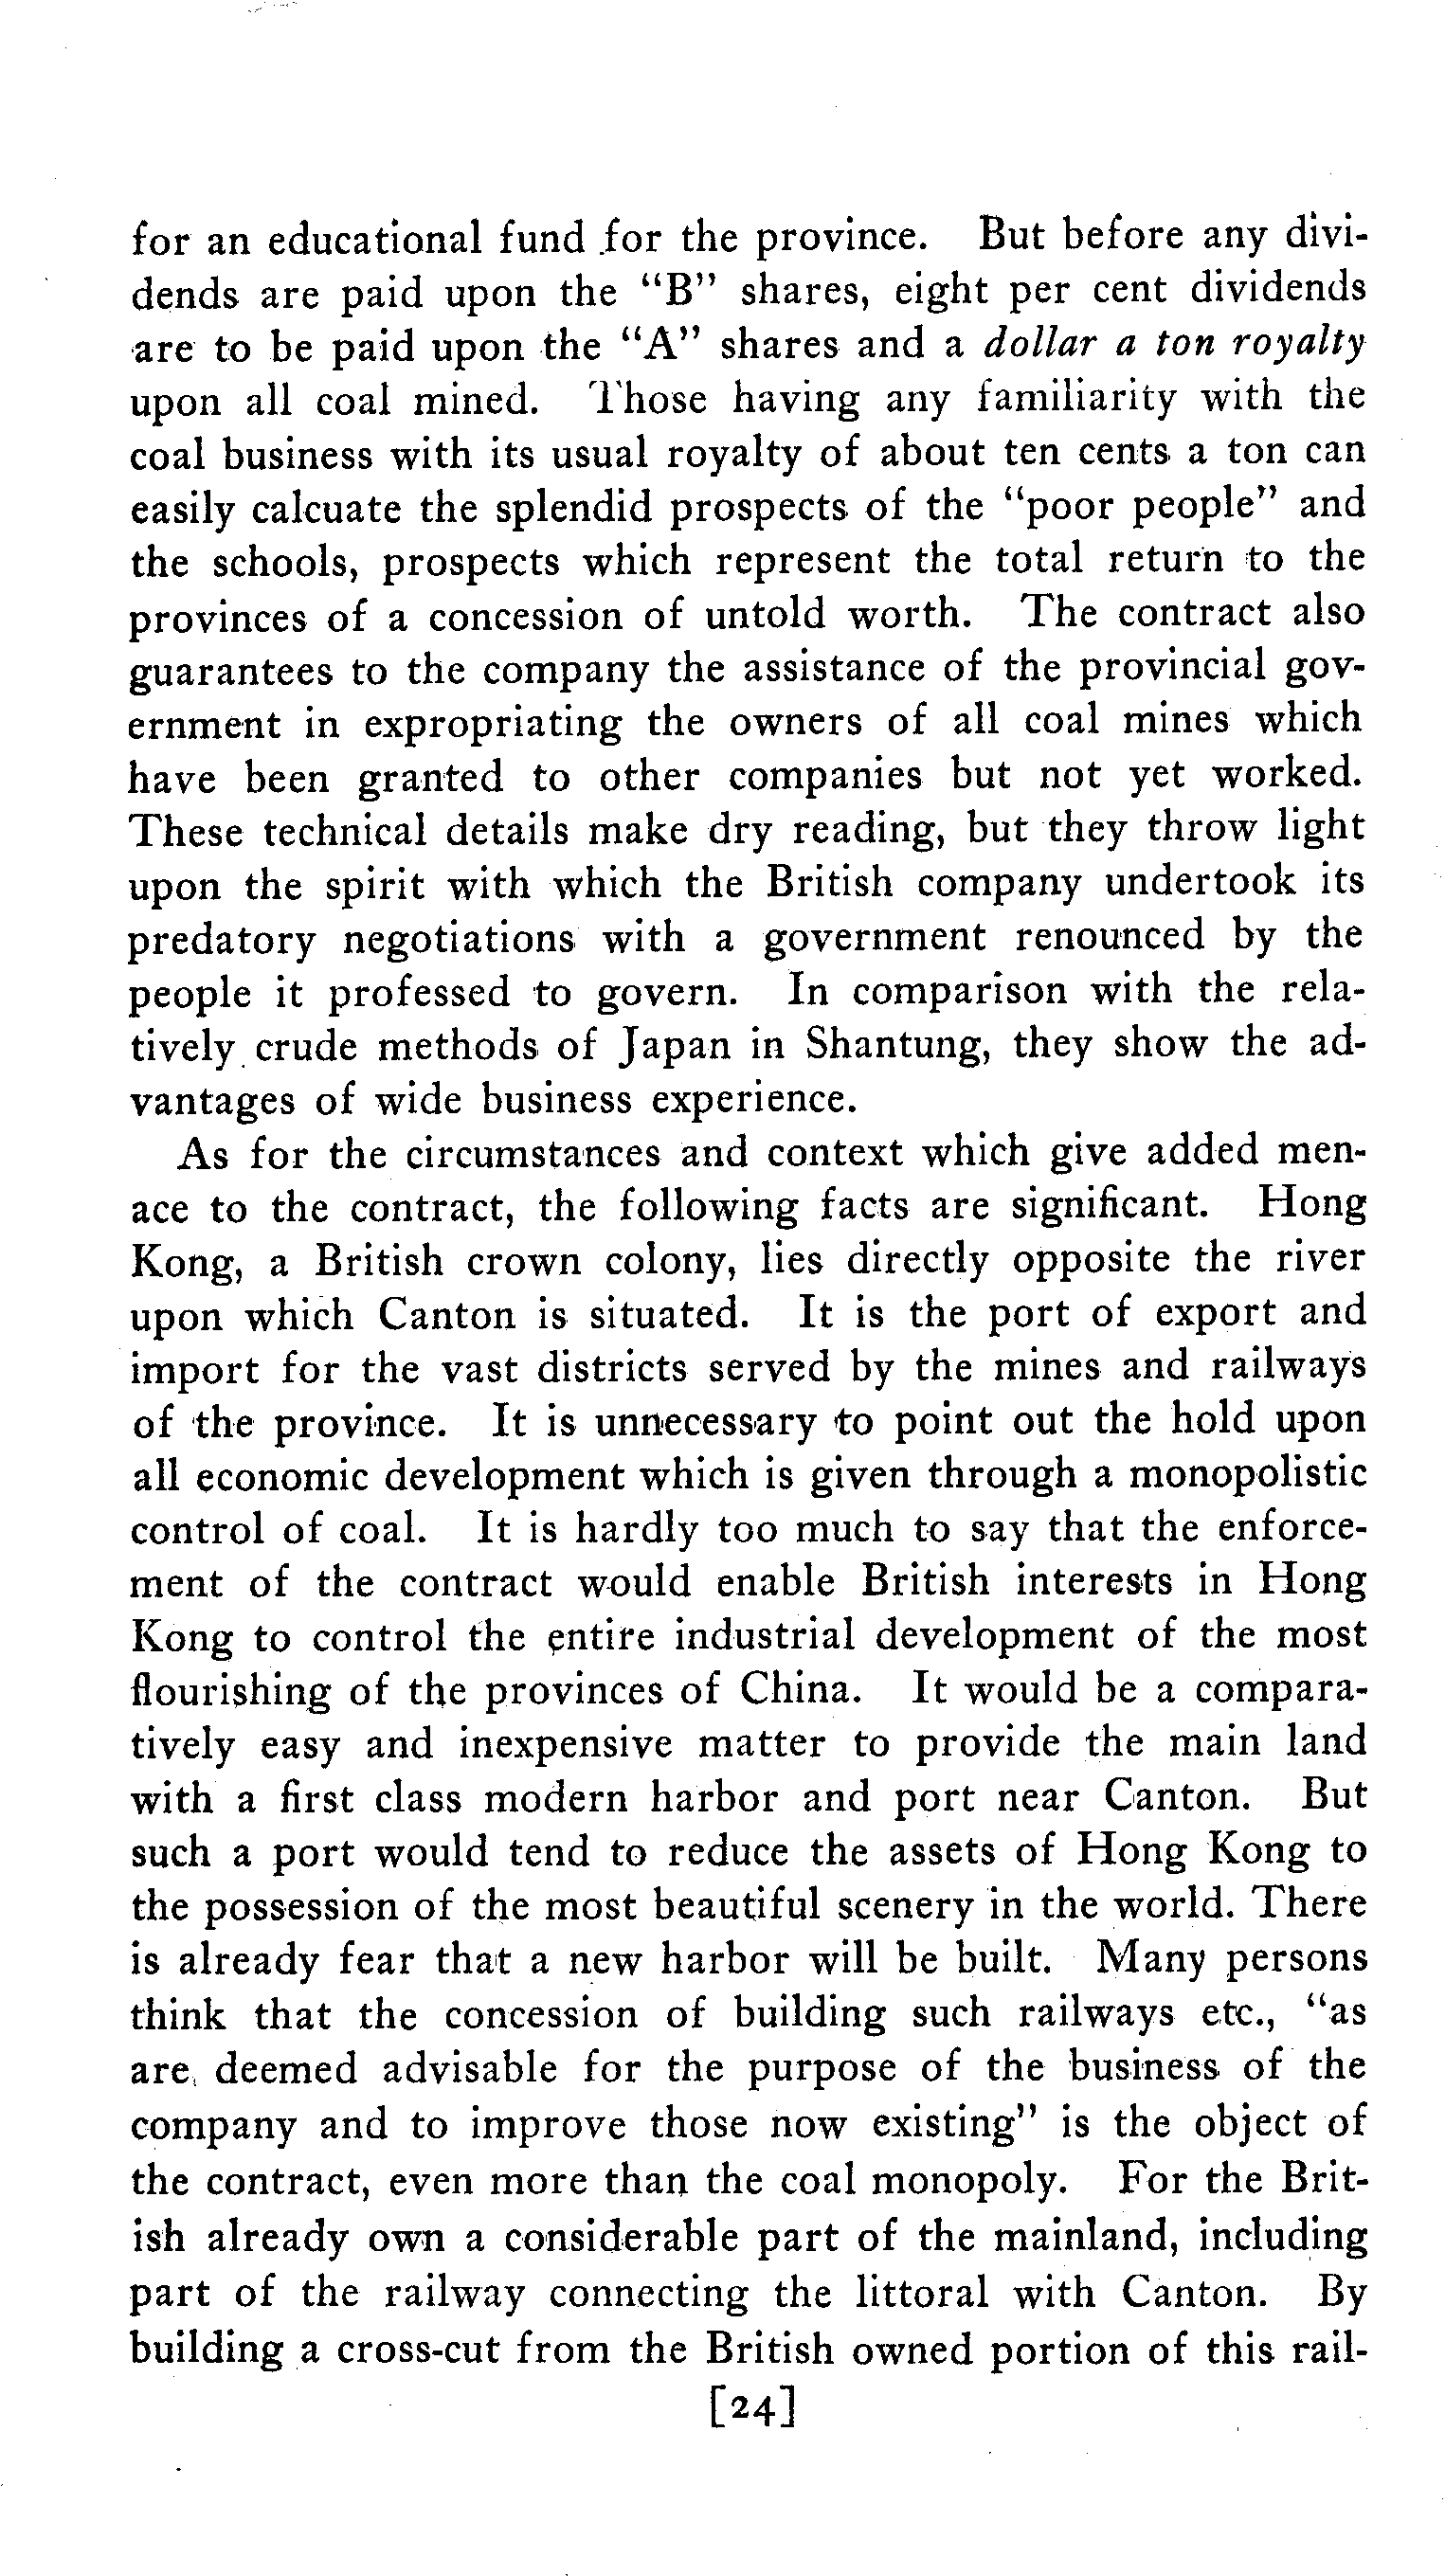 for an educational fund for the province. But before any divi-
dends are paid upon the "B" shares, eight per cent dividends
are to be paid upon the "A" shares and a dollar a ton royalty
upon all coal mined. Those having any familiarity with the
coal business with its usual royalty of about ten cents a ton can
easily calcuate the splendid prospects of the "poor people" and
the schools, prospects which represent the total return to the
provinces of a concession of untold worth. The contract also
guarantees to the company the assistance of the provincial gov-
ernment in expropriating the owners of all coal mines which
have been granted to other companies but not yet worked.
These technical details make dry reading, but they throw light
upon the spirit with which the British company undertook its
predatory negotiations with a government renounced by the
people it professed to govern. In comparison with the rela-
tively crude methods of Japan in Shantung, they show the ad-
vantages of wide business experience.
As for the circumstances and context which give added men-
ace to the contract, the following facts are significant. Hong
Kong, a British crown colony, lies directly opposite the river
upon which Canton is situated. It is the port of export and
import for the vast districts served by the mines and railways
of the province. It is unnecessary to point out the hold upon
all economic development which is given through a monopolistic
control of coal. It is hardly too much to say that the enforce-
ment of the contract would enable British interests in Hong
Kong to control the entire industrial development of the most
flourishing of the provinces of China. It would be a compara-
tively easy and inexpensive matter to provide the main land
with a first class modern harbor and port near Canton. But
such a port would tend to reduce the assets of Hong Kong to
the possession of the most beautiful scenery in the world. There
is already fear that a new harbor will be built. Many persons
think that the concession of building such railways etc., "as
are deemed advisable for the purpose of the business of the
company and to improve those now existing" is the object of
the contract, even more than the coal monopoly. For the Brit-
ish already own a considerable part of the mainland, including
part of the railway connecting the littoral with Canton. By
building a cross-cut from the British owned portion of this rail-
[24]